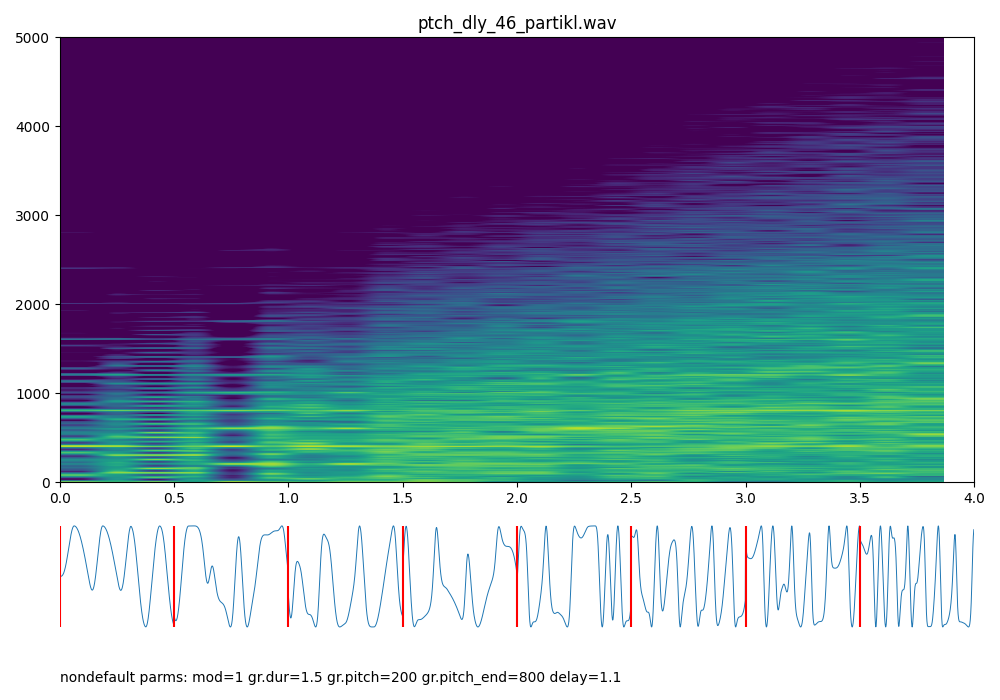 ptch_dly_46_partikl.wav
5000
4000
3000
2000
1000
0
0.0 0.5 1.0 1.5 2.0 2.5 3.0 3.5 4.0
nondefault parms: mod=1 gr.dur=1.5 gr.pitch=200 gr.pitch_end=800 delay=1.1